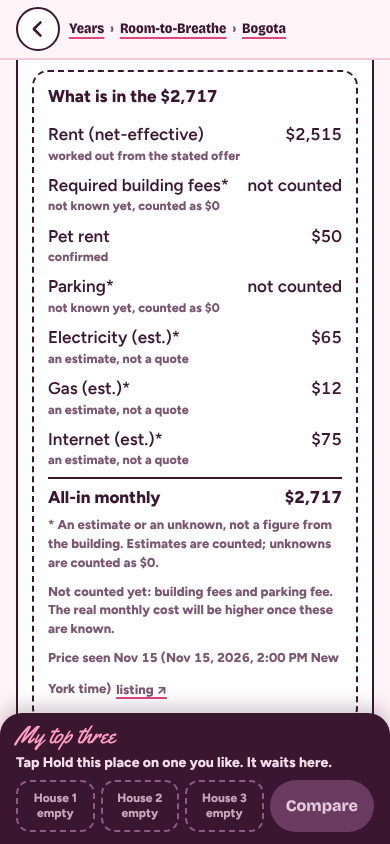 Years › Room-to-Breathe › Bogota
What is in the $2,717
Rent (net-effective) $2,515
worked out from the stated offer
Required building fees* not counted
not known yet, counted as $0
Pet rent $50
confirmed
Parking* not counted
not known yet, counted as $0
Electricity (est.)* $65
an estimate, not a quote
Gas (est.)* $12
an estimate, not a quote
Internet (est.)* $75
an estimate, not a quote
All-in monthly $2,717
* An estimate or an unknown, not a figure from
the building. Estimates are counted; unknowns
are counted as $0.
Not counted yet: building fees and parking fee.
The real monthly cost will be higher once these
are known.
Price seen Nov 15 (Nov 15, 2026, 2:00 PM New
York time) listing ↗
My top three
Tap Hold this place on one you like. It waits here.
House 1 House 2 House 3 Compare
empty empty empty